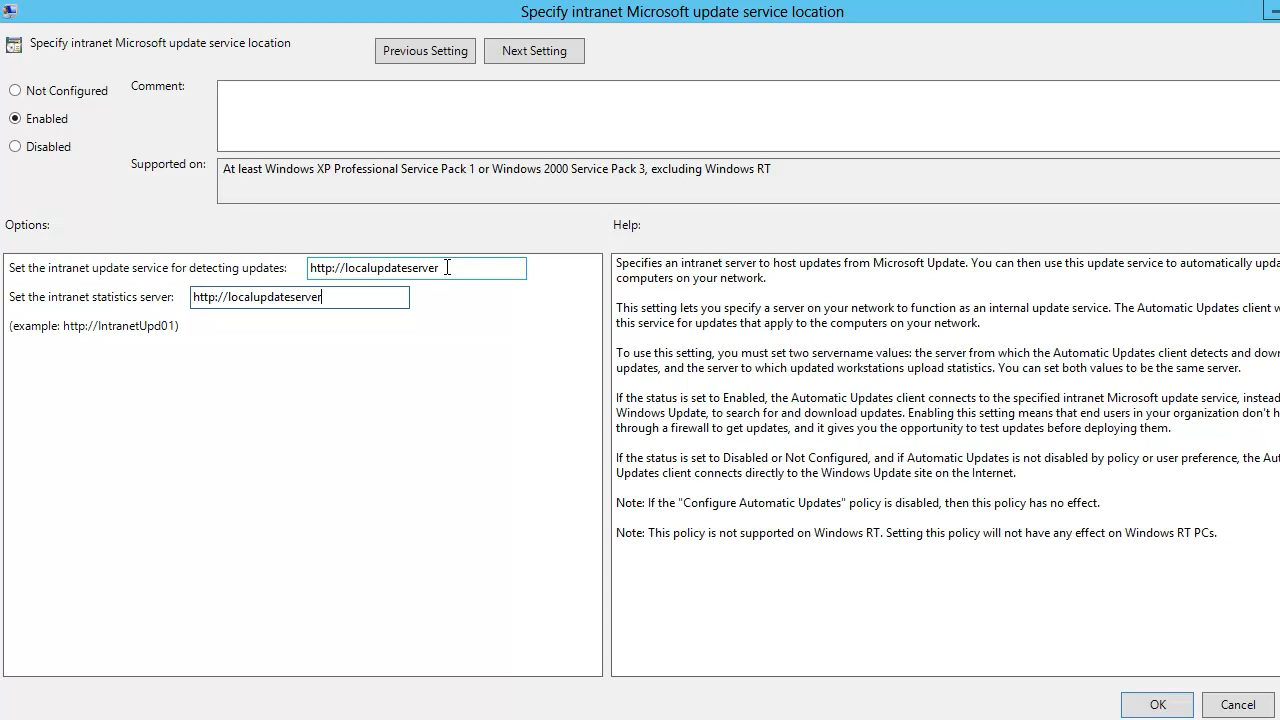 Specify intranet Microsoft update service location
Specify intranet Microsoft update service location
Previous Setting
Next Setting
Not Configured
Enabled
Disabled
Comment:
Supported on:
At least Windows XP Professional Service Pack 1 or Windows 2000 Service Pack 3, excluding Windows RT
Options:
Set the intranet update service for detecting updates:
http://localupdateserver
Set the intranet statistics server:
http://localupdateserver
(example: http://IntranetUpd01)
Help:
Specifies an intranet server to host updates from Microsoft Update. You can then use this update service to automatically
computers on your network.
This setting lets you specify a server on your network to function as an internal update service. The Automatic Updates client
this service for updates that apply to the computers on your network.
To use this setting, you must set two servername values: the server from which the Automatic Updates client detects and
updates, and the server to which updated workstations upload statistics. You can set both values to be the same server.
If the status is set to Enabled, the Automatic Updates client connects to the specified intranet Microsoft update service, instead
Windows Update, to search for and download updates. Enabling this setting means that end users in your organization don't
through a firewall to get updates, and it gives you the opportunity to test updates before deploying them.
If the status is set to Disabled or Not Configured, and if Automatic Updates is not disabled by policy or user preference, the
Updates client connects directly to the Windows Update site on the Internet.
Note: If the "Configure Automatic Updates" policy is disabled, then this policy has no effect.
Note: This policy is not supported on Windows RT. Setting this policy will not have any effect on Windows RT PCs.
OK
Cancel